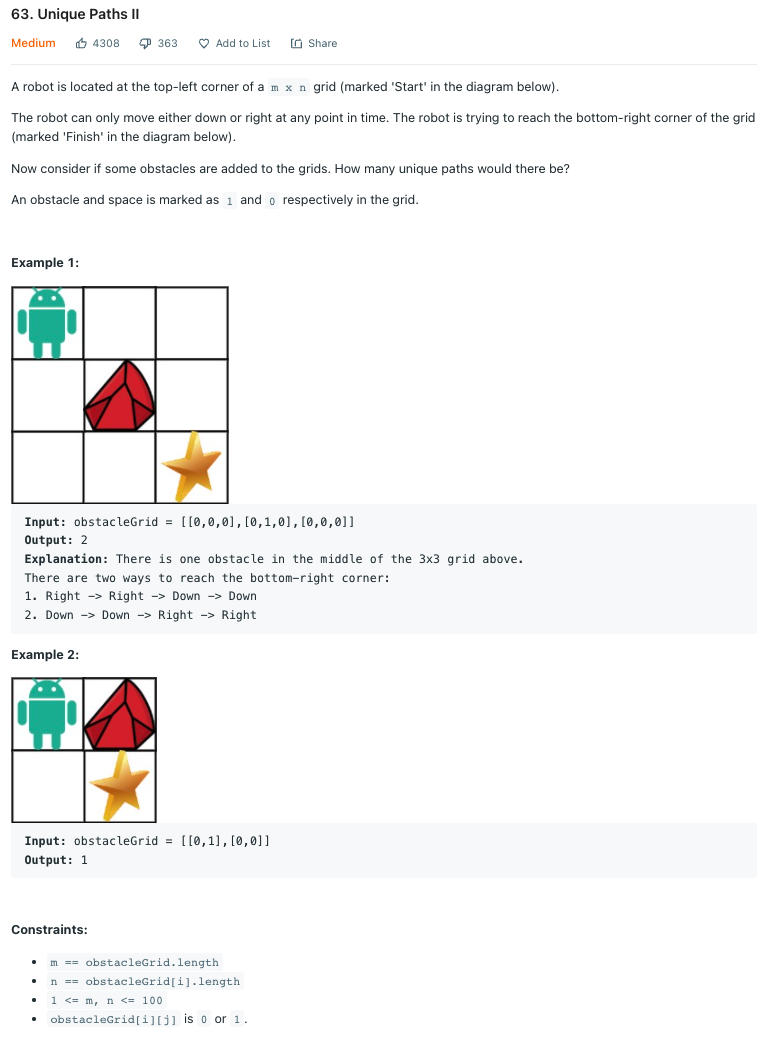 63. Unique Paths II
Medium 4308 363 Add to List Share
A robot is located at the top-left corner of a m x n grid (marked 'Start' in the diagram below).
The robot can only move either down or right at any point in time. The robot is trying to reach the bottom-right corner of the grid
(marked 'Finish' in the diagram below).
Now consider if some obstacles are added to the grids. How many unique paths would there be?
An obstacle and space is marked as 1 and 0 respectively in the grid.
Example 1:
Input: obstacleGrid = [[0,0,0],[0,1,0],[0,0,0]]
Output: 2
Explanation: There is one obstacle in the middle of the 3x3 grid above.
There are two ways to reach the bottom-right corner:
1. Right -> Right -> Down -> Down
2. Down -> Down -> Right -> Right
Example 2:
Input: obstacleGrid = [[0,1],[0,0]]
Output: 1
Constraints:
• m == obstacleGrid.length
• n == obstacleGrid[i].length
• 1 <= m, n <= 100
• obstacleGrid[i][j] is 0 or 1.